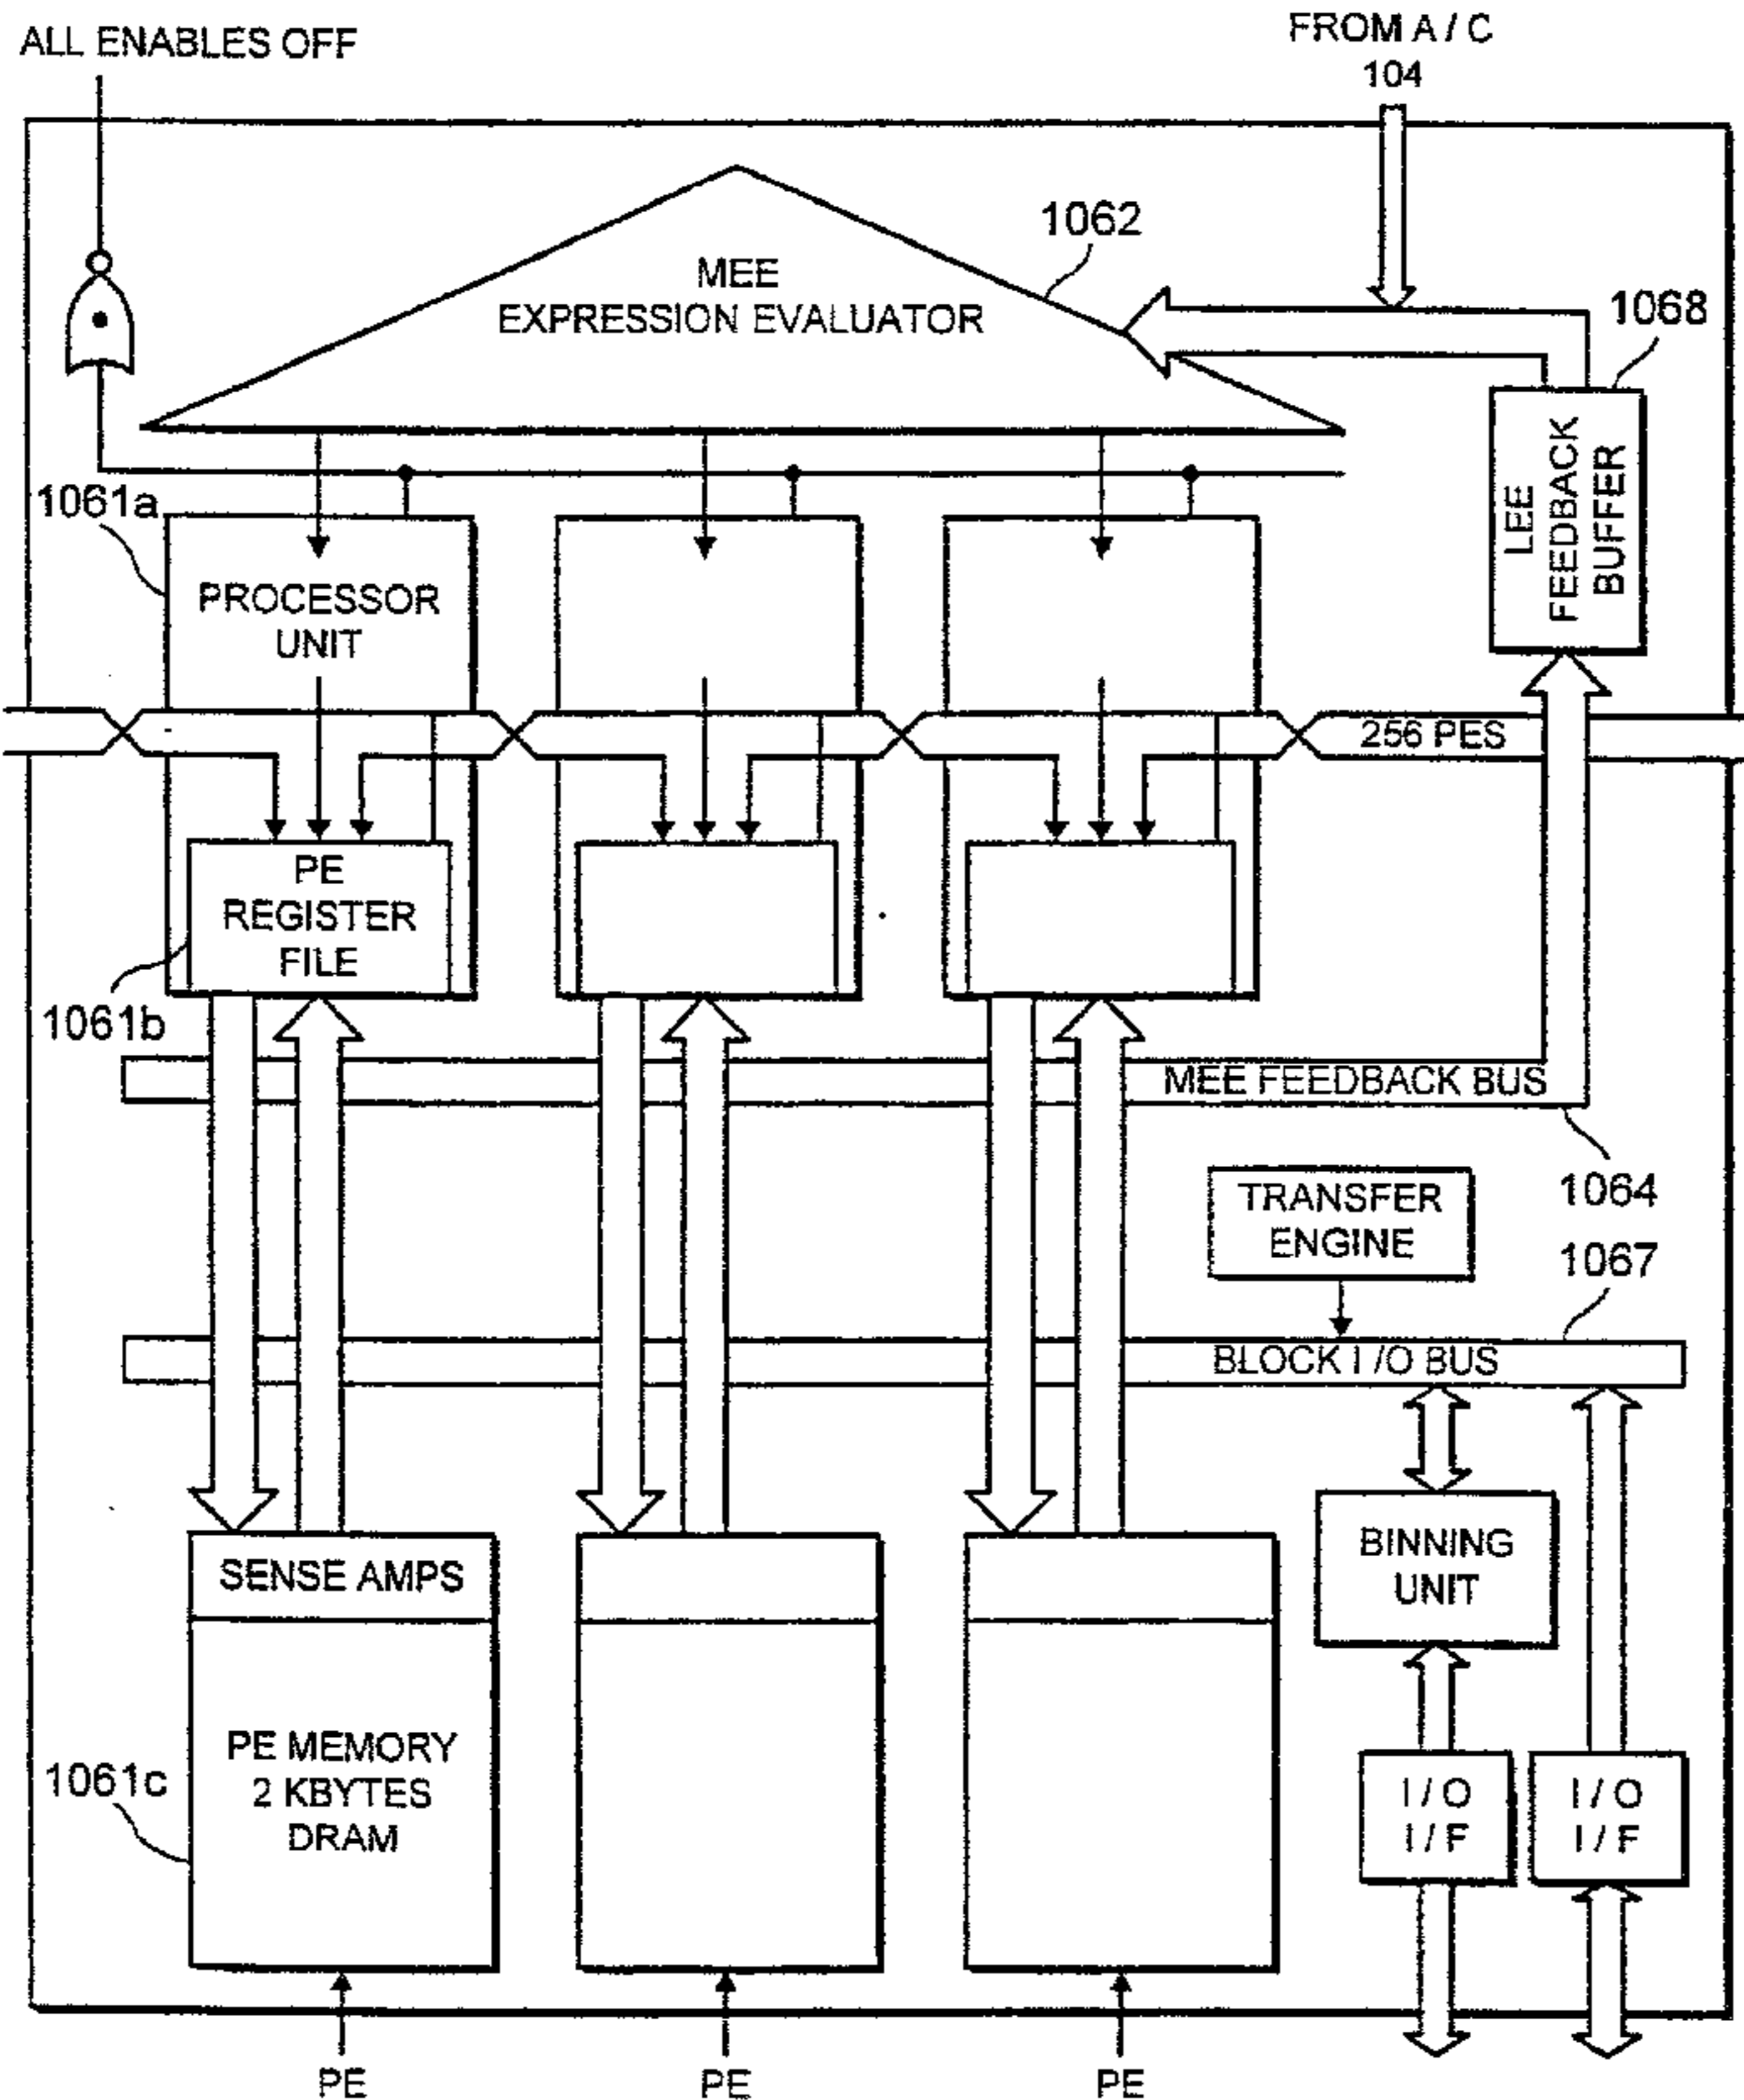 ALL ENABLES OFF
FROM A / C
104
1062
MEE
EXPRESSION EVALUATOR
1068
LEE
FEEDBACK
BUFFER
1061a
PROCESSOR
UNIT
256 PES
PE
REGISTER
FILE
1061b
MEE FEEDBACK BUS
1064
TRANSFER
ENGINE
1067
BLOCK I / O BUS
SENSE AMPS
BINNING
UNIT
PE MEMORY
2 KBYTES
DRAM
1061c
I / O
I / F
I / O
I / F
PE
PE
PE